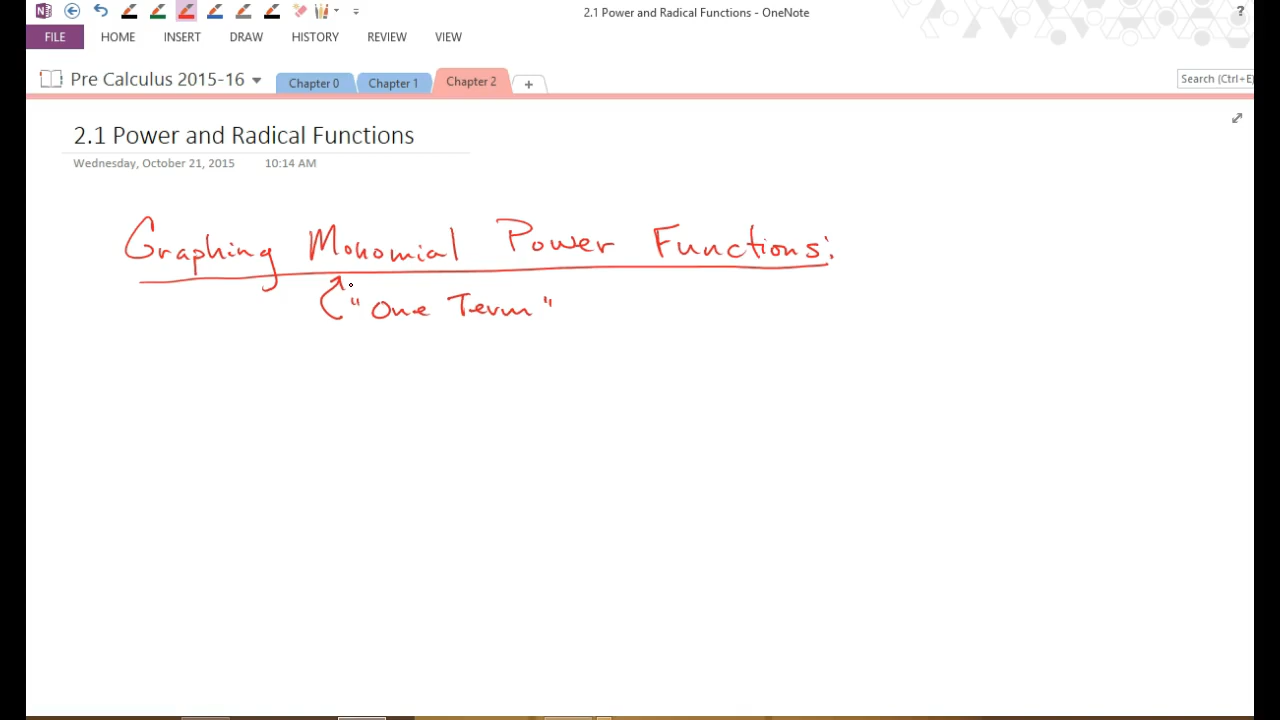 2.1 Power and Radical Functions - OneNote
?
FILE HOME INSERT DRAW HISTORY REVIEW VIEW
Pre Calculus 2015-16 Chapter 0 Chapter 1 Chapter 2 +
Search (Ctrl+E)
2.1 Power and Radical Functions
Wednesday, October 21, 2015 10:14 AM
Graphing Monomial Power Functions:
"One Term"